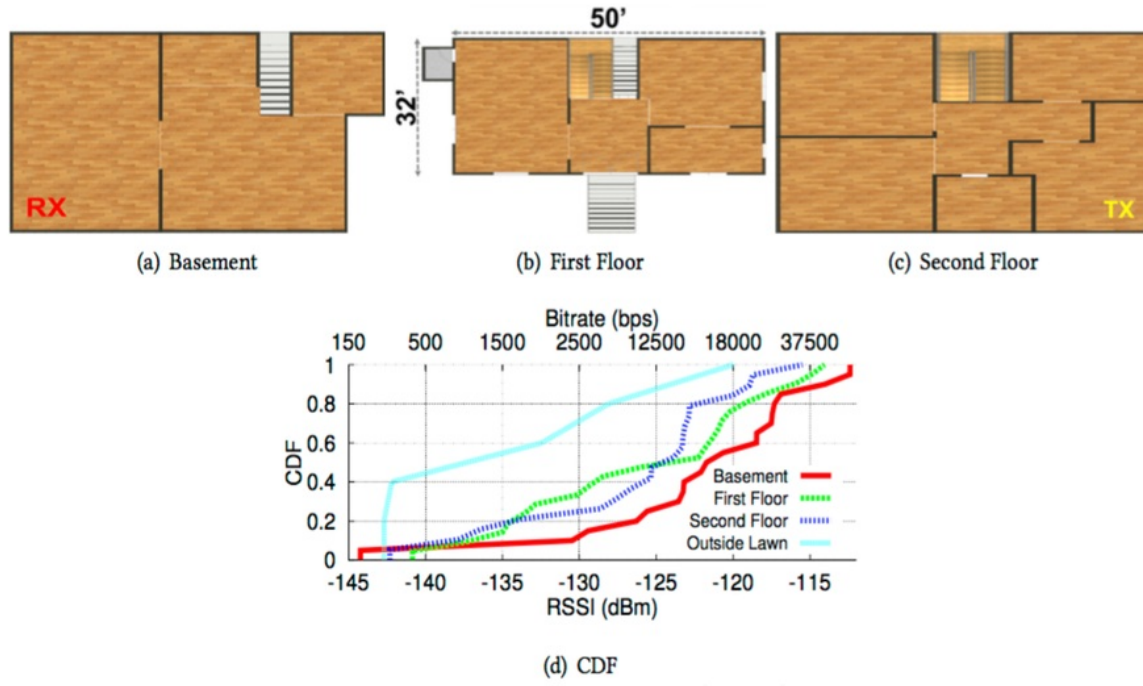 50’
32’
RX
TX
(a) Basement
(b) First Floor
(c) Second Floor
Bitrate (bps)
150 500 1500 2500 12500 18000 37500
1
0.8
0.6
0.4
0.2
0
CDF
Basement
First Floor
Second Floor
Outside Lawn
-145 -140 -135 -130 -125 -120 -115
RSSI (dBm)
(d) CDF